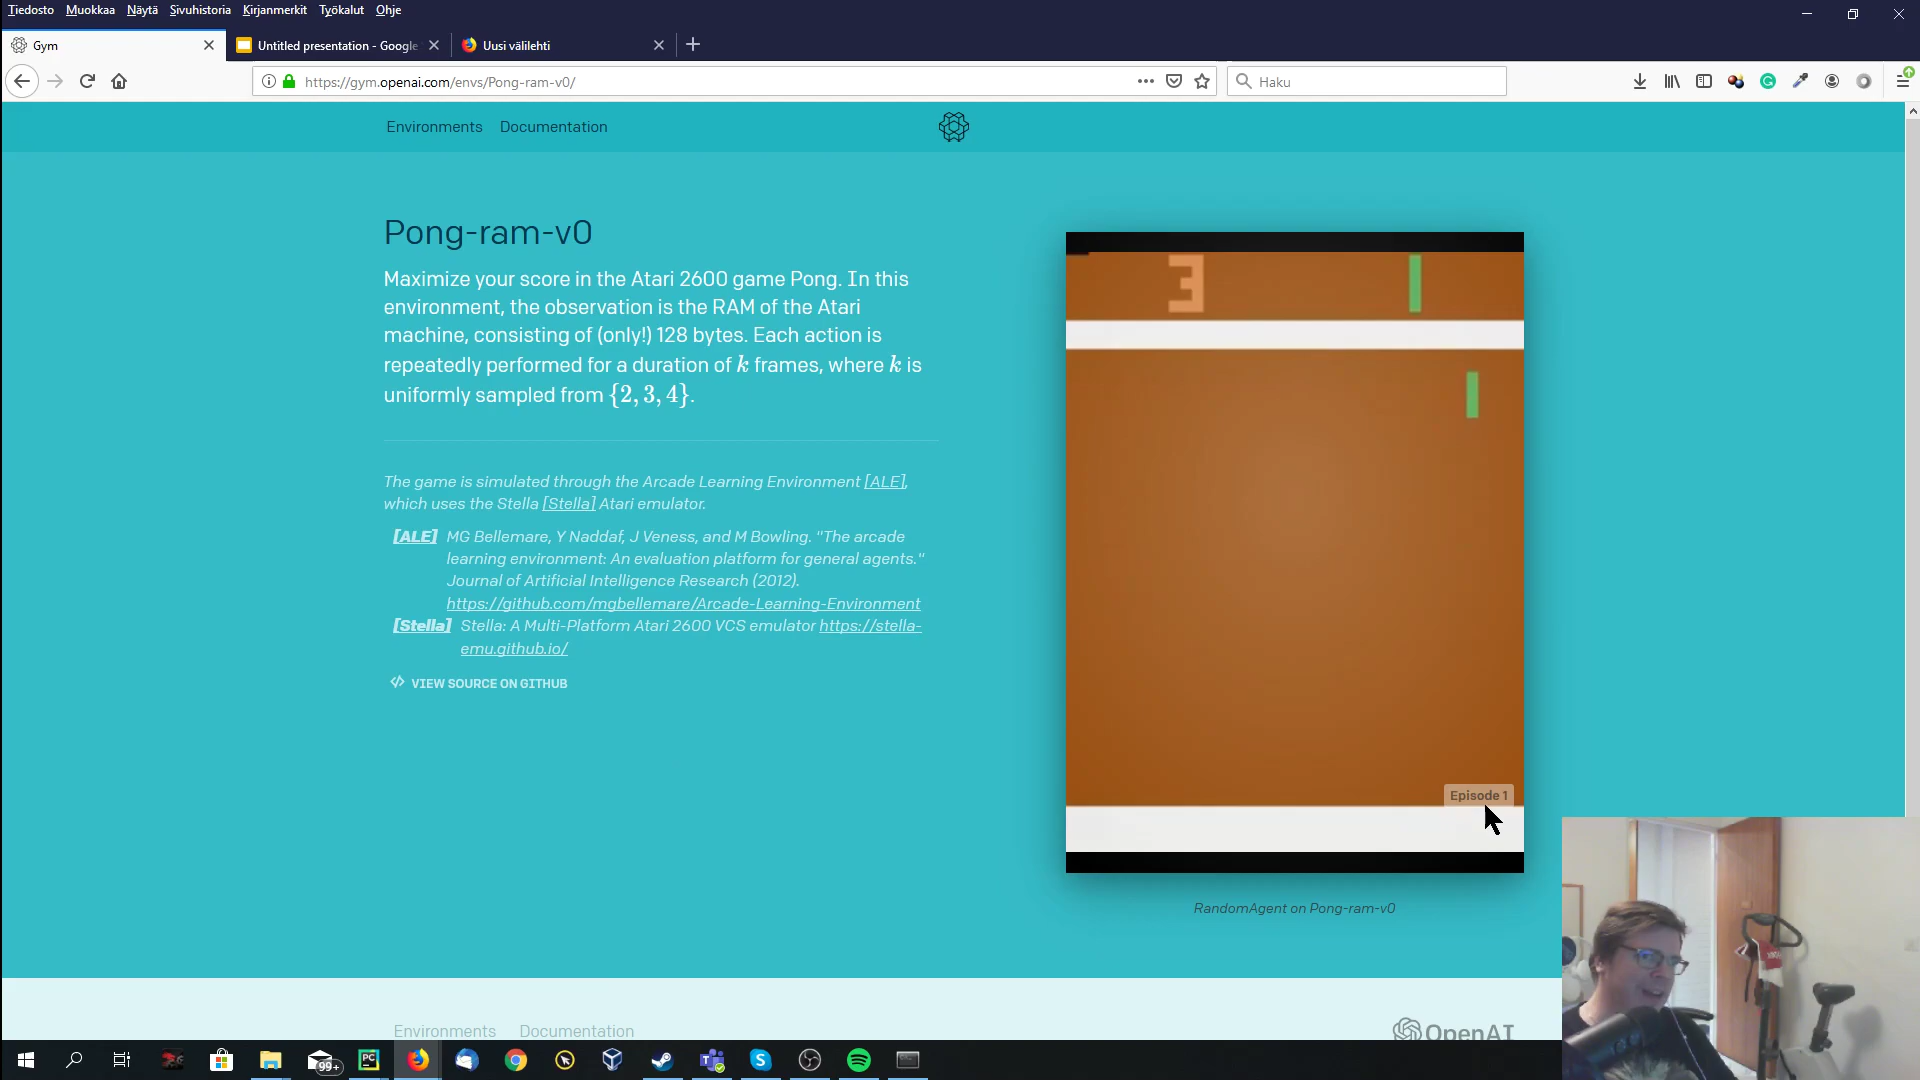 Tiedosto Muokkaa Näytä Sivuhistoria Kirjanmerkit Työkalut Ohje
Gym
Untitled presentation - Google
Uusi välilehti
https://gym.openai.com/envs/Pong-ram-v0/
Haku
Environments Documentation
Pong-ram-v0
Maximize your score in the Atari 2600 game Pong. In this
environment, the observation is the RAM of the Atari
machine, consisting of (only!) 128 bytes. Each action is
repeatedly performed for a duration of k frames, where k is
uniformly sampled from {2, 3, 4}.
The game is simulated through the Arcade Learning Environment [ALE],
which uses the Stella [Stella] Atari emulator.
[ALE] MG Bellemare, Y Naddaf, J Veness, and M Bowling. "The arcade
learning environment: An evaluation platform for general agents."
Journal of Artificial Intelligence Research (2012).
https://github.com/mgbellemare/Arcade-Learning-Environment
[Stella] Stella: A Multi-Platform Atari 2600 VCS emulator https://stella-
emu.github.io/
VIEW SOURCE ON GITHUB
3 1
Episode 1
RandomAgent on Pong-ram-v0
Environments Documentation
OpenAI
99+
PC